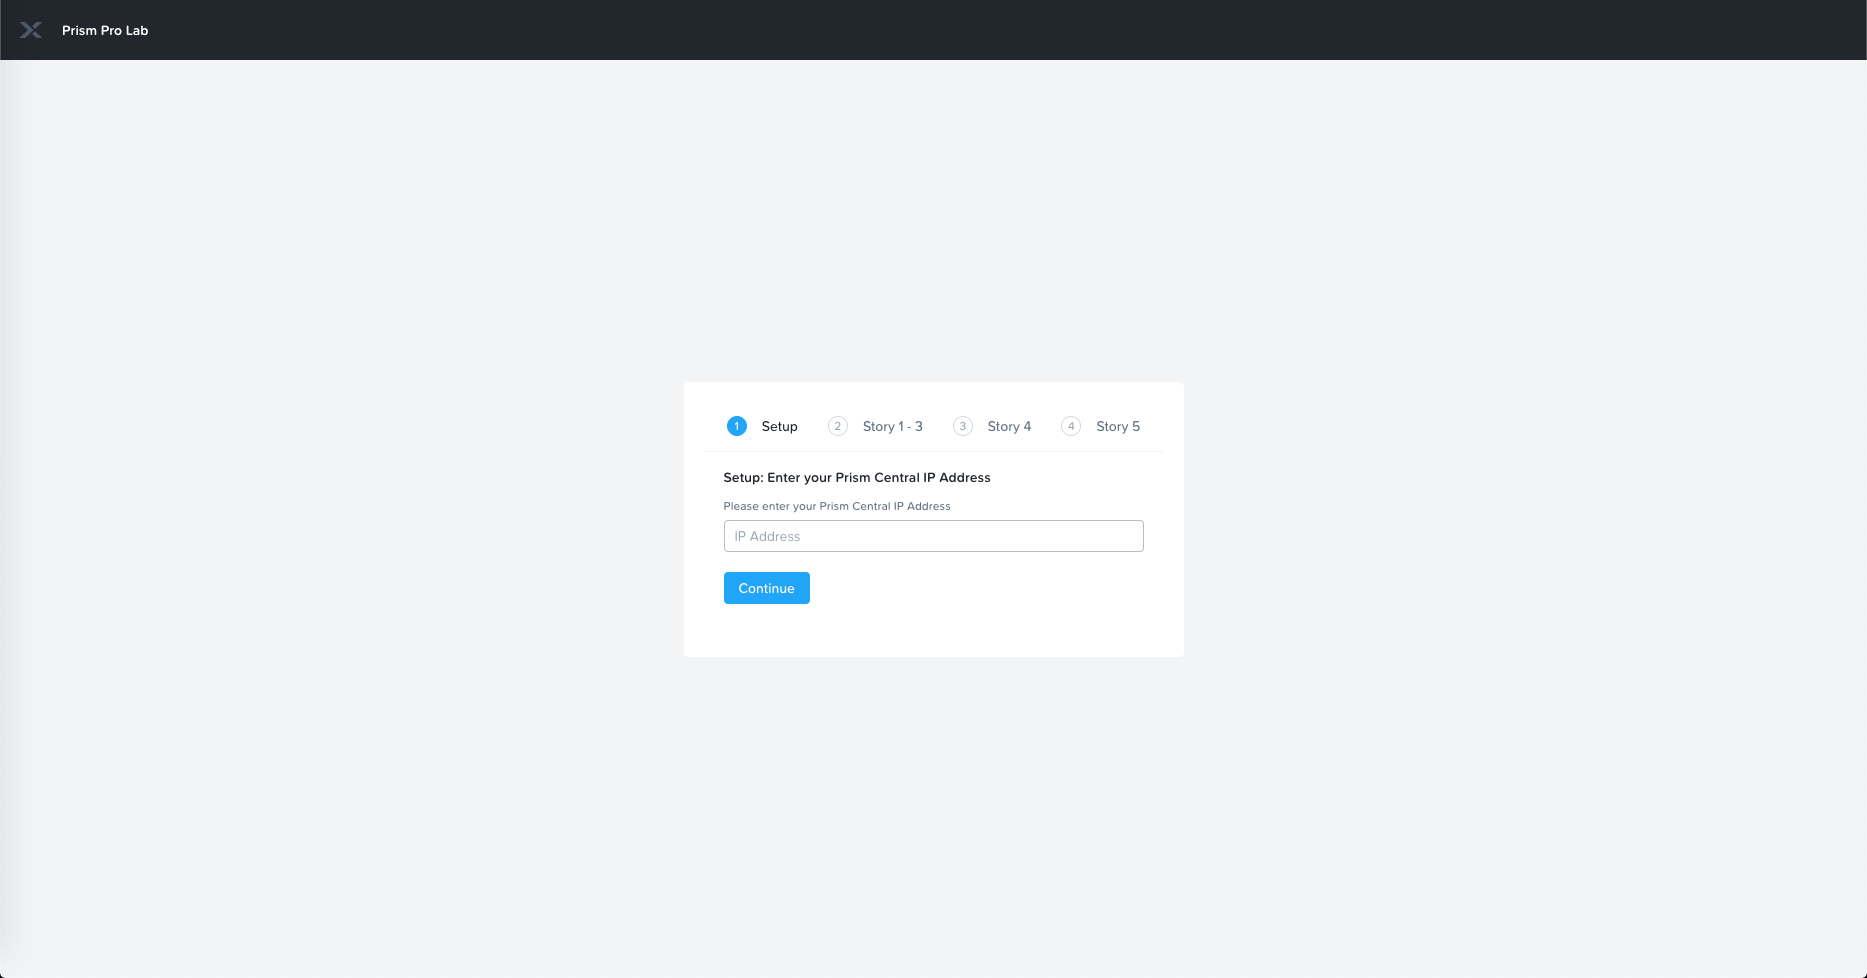 Prism Pro Lab
1 Setup 2 Story 1 - 3 3 Story 4 4 Story 5
Setup: Enter your Prism Central IP Address
Please enter your Prism Central IP Address
IP Address
Continue